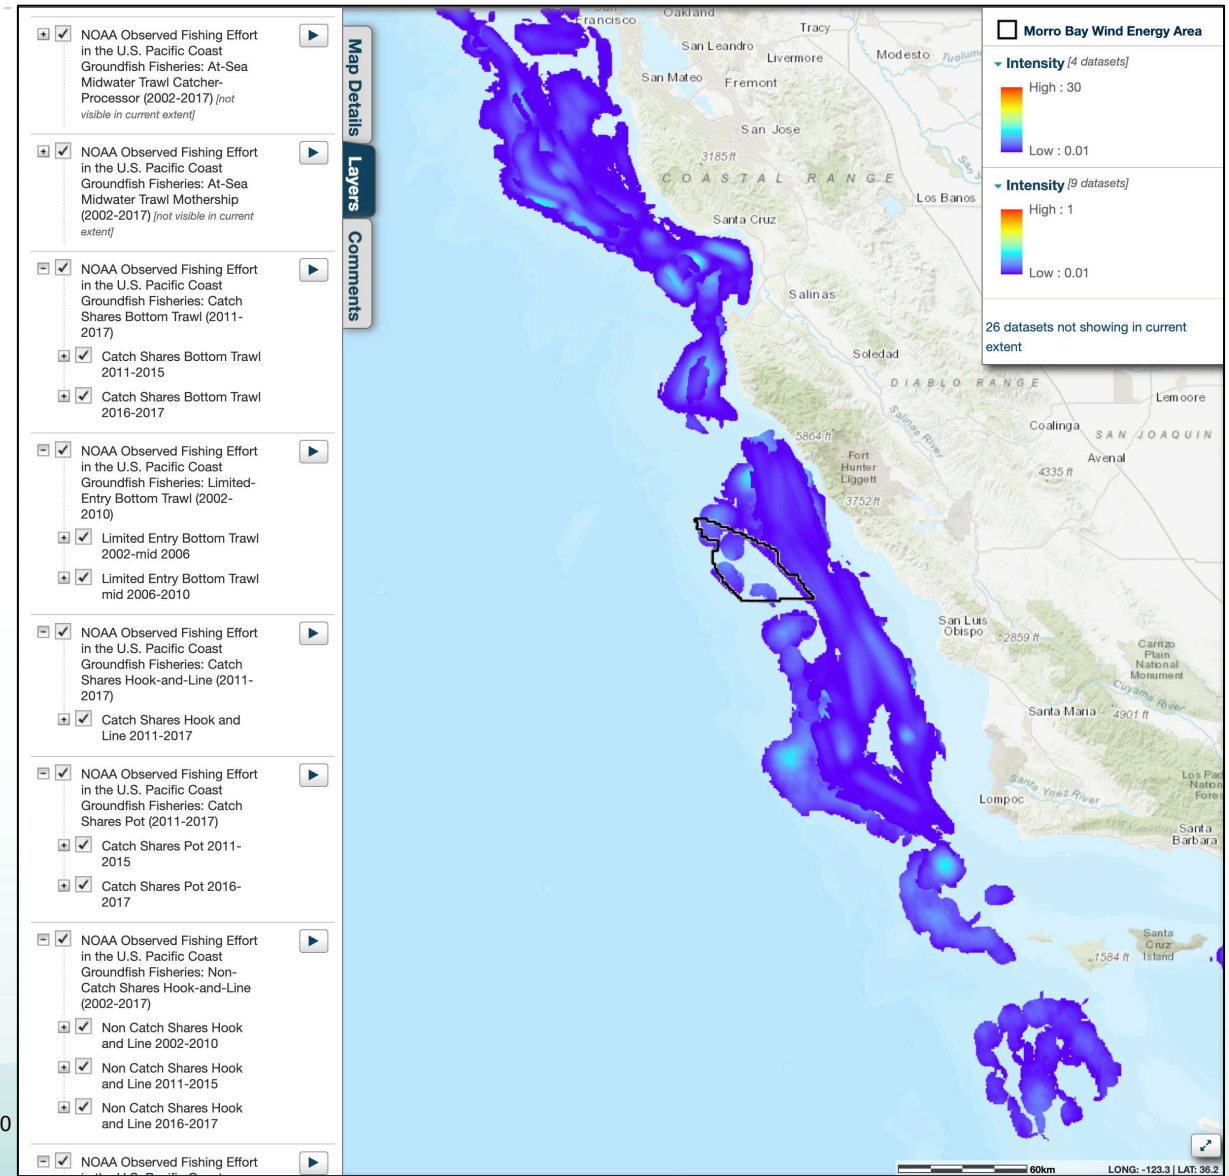 NOAA Observed Fishing Effort
in the U.S. Pacific Coast
Groundfish Fisheries: At-Sea
Midwater Trawl Catcher-
Processor (2002-2017) [not
visible in current extent]
NOAA Observed Fishing Effort
in the U.S. Pacific Coast
Groundfish Fisheries: At-Sea
Midwater Trawl Mothership
(2002-2017) [not visible in current
extent]
NOAA Observed Fishing Effort
in the U.S. Pacific Coast
Groundfish Fisheries: Catch
Shares Bottom Trawl (2011-
2017)
Catch Shares Bottom Trawl
2011-2015
Catch Shares Bottom Trawl
2016-2017
NOAA Observed Fishing Effort
in the U.S. Pacific Coast
Groundfish Fisheries: Limited-
Entry Bottom Trawl (2002-
2010)
Limited Entry Bottom Trawl
2002-mid 2006
Limited Entry Bottom Trawl
mid 2006-2010
NOAA Observed Fishing Effort
in the U.S. Pacific Coast
Groundfish Fisheries: Catch
Shares Hook-and-Line (2011-
2017)
Catch Shares Hook and
Line 2011-2017
NOAA Observed Fishing Effort
in the U.S. Pacific Coast
Groundfish Fisheries: Catch
Shares Pot (2011-2017)
Catch Shares Pot 2011-
2015
Catch Shares Pot 2016-
2017
NOAA Observed Fishing Effort
in the U.S. Pacific Coast
Groundfish Fisheries: Non-
Catch Shares Hook-and-Line
(2002-2017)
Non Catch Shares Hook
and Line 2002-2010
Non Catch Shares Hook
and Line 2011-2015
Non Catch Shares Hook
and Line 2016-2017
NOAA Observed Fishing Effort
0
Map Details
Layers
Comments
Morro Bay Wind Energy Area
Intensity [4 datasets]
High : 30
Low : 0.01
Intensity [9 datasets]
High : 1
Low : 0.01
26 datasets not showing in current
extent
Francisco
Oakland
Tracy
San Leandro
Livermore
Modesto
San Mateo
Fremont
San Jose
3185 ft
COASTAL RANGE
Los Banos
Santa Cruz
Salinas
Soledad
DIABLO RANGE
Lemoore
Salinas River
Coalinga
SAN JOAQUIN
5864 ft
Avenal
Fort
Hunter
Liggett
4335 ft
3752 ft
San Luis
Obispo
2859 ft
Carrizo
Plain
National
Monument
Cuyama River
Santa Maria
4901 ft
Los Pad
Nation
Fores
Santa Ynez River
Lompoc
Santa
Barbara
Santa
Cruz
Island
1584 ft
60km
LONG: -123.3 | LAT: 36.2